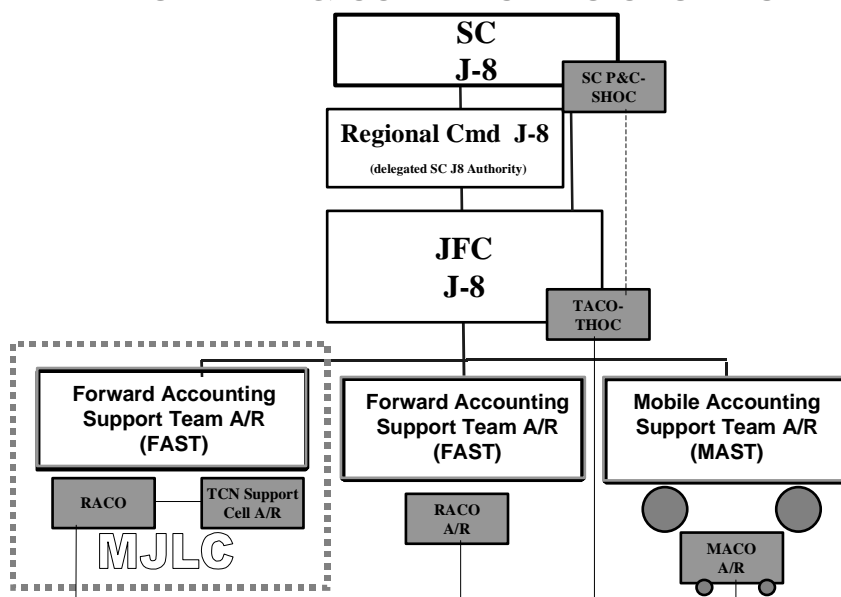 SC
J-8
SC P&C-
SHOC
Regional Cmd J-8
(delegated SC J8 Authority)
JFC
J-8
TACO-
THOC
Forward Accounting
Support Team A/R
(FAST)
Forward Accounting
Support Team A/R
(FAST)
Mobile Accounting
Support Team A/R
(MAST)
RACO
TCN Support
Cell A/R
RACO
A/R
MJLC
MACO
A/R